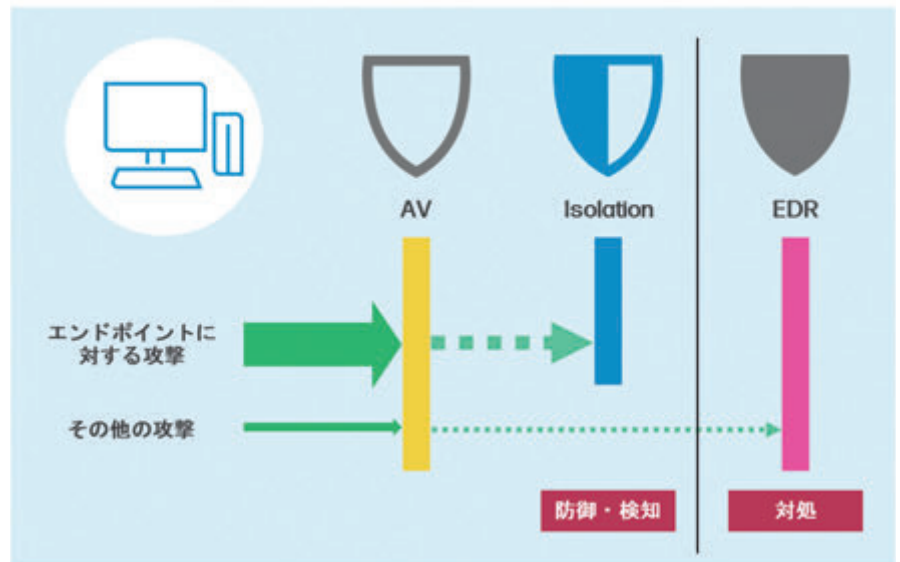 AV
Isolation
EDR
エンドポイントに
対する攻撃
その他の攻撃
防御・検知
対処